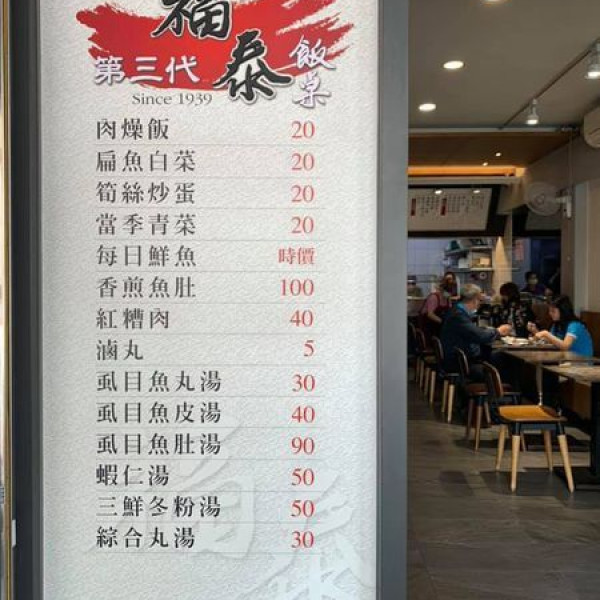 福泰
第三代
飯桌
Since 1939
肉燥飯 20
扁魚白菜 20
筍絲炒蛋 20
當季青菜 20
每日鮮魚 時價
香煎魚肚 100
紅糟肉 40
滷丸 5
虱目魚丸湯 30
虱目魚皮湯 40
虱目魚肚湯 90
蝦仁湯 50
三鮮冬粉湯 50
綜合丸湯 30